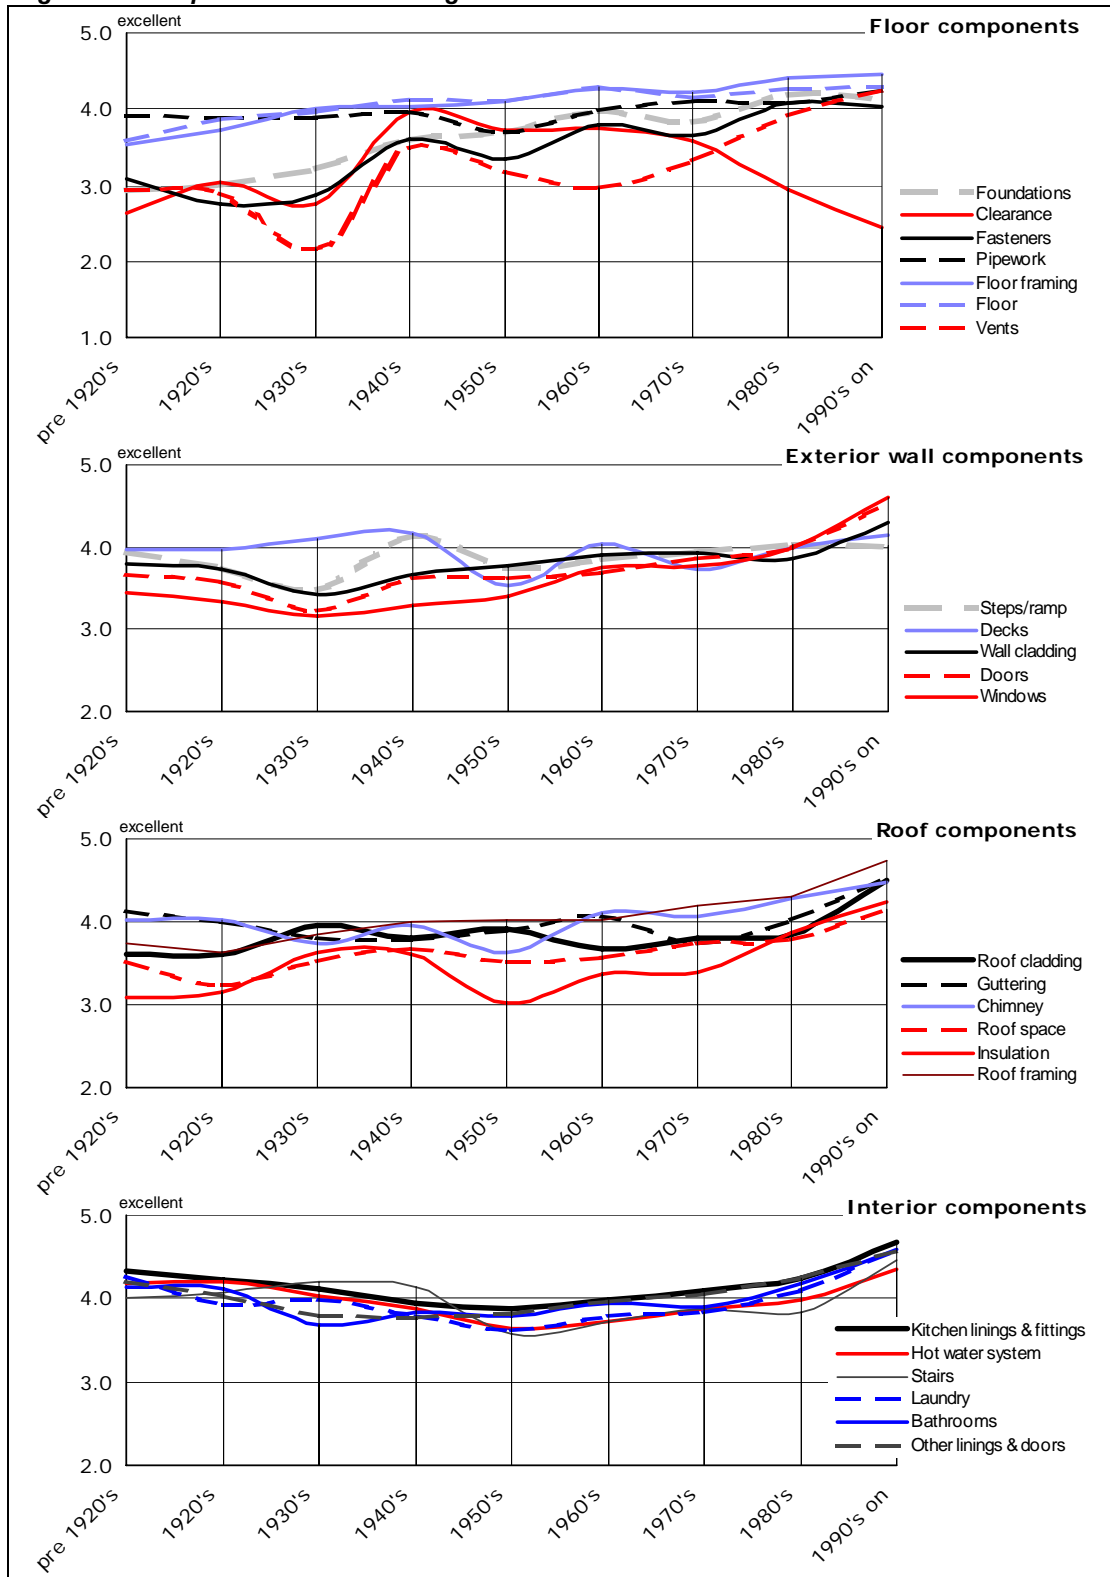 5.0 excellent Floor components
4.0
3.0
2.0
1.0
Foundations
Clearance
Fasteners
Pipework
Floor framing
Floor
Vents
pre 1920's 1920's 1930's 1940's 1950's 1960's 1970's 1980's 1990's on
5.0 excellent Exterior wall components
4.0
3.0
2.0
Steps/ramp
Decks
Wall cladding
Doors
Windows
pre 1920's 1920's 1930's 1940's 1950's 1960's 1970's 1980's 1990's on
5.0 excellent Roof components
4.0
3.0
2.0
Roof cladding
Guttering
Chimney
Roof space
Insulation
Roof framing
pre 1920's 1920's 1930's 1940's 1950's 1960's 1970's 1980's 1990's on
5.0 excellent Interior components
4.0
3.0
2.0
Kitchen linings & fittings
Hot water system
Stairs
Laundry
Bathrooms
Other linings & doors
pre 1920's 1920's 1930's 1940's 1950's 1960's 1970's 1980's 1990's on